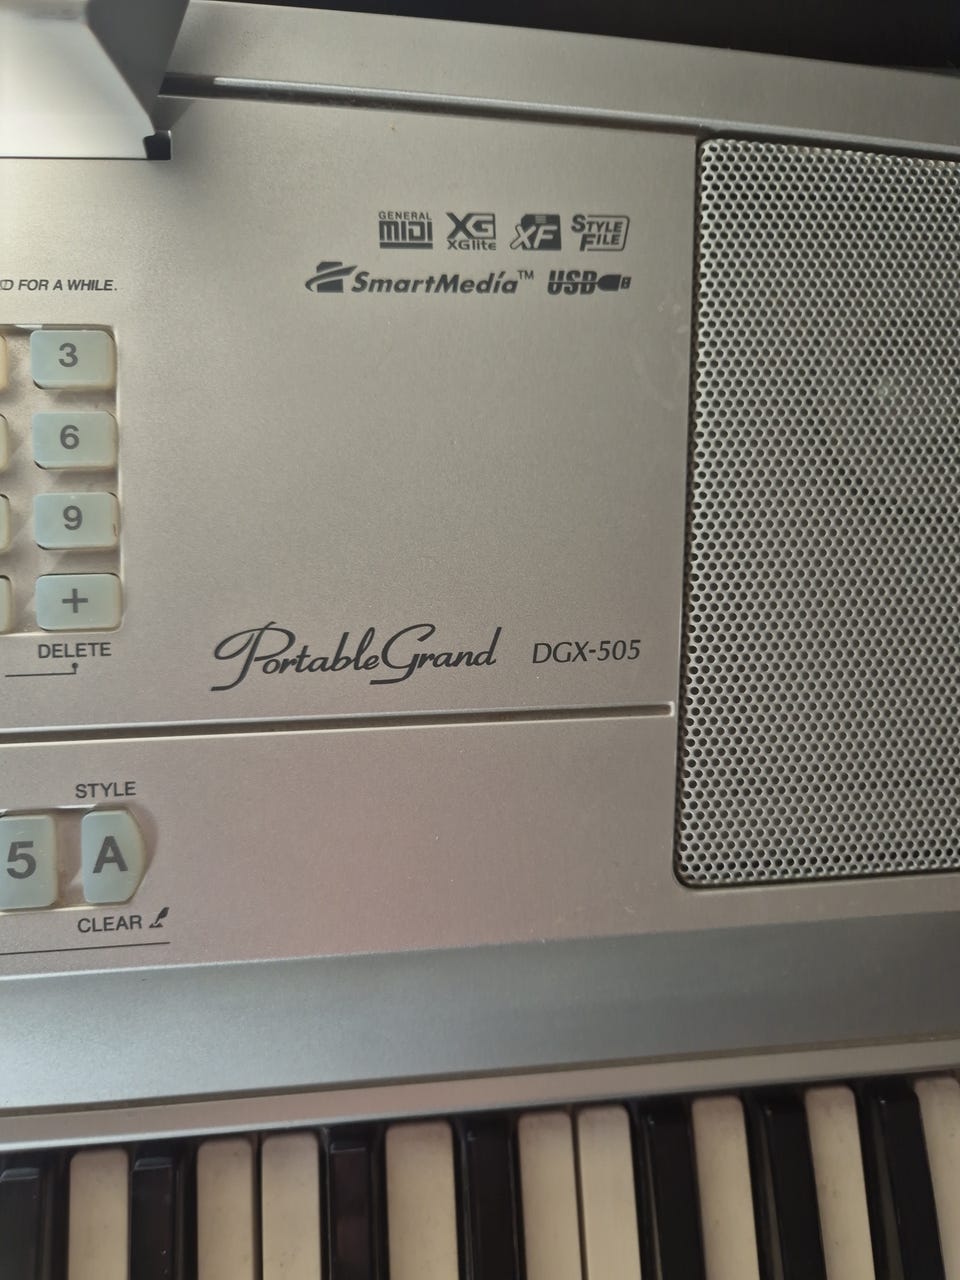 GENERAL MIDI XG XGlite XF STYLE FILE
SmartMedia™ USB
FOR A WHILE.
3
6
9
+
DELETE
PortableGrand DGX-505
STYLE
5 A
CLEAR